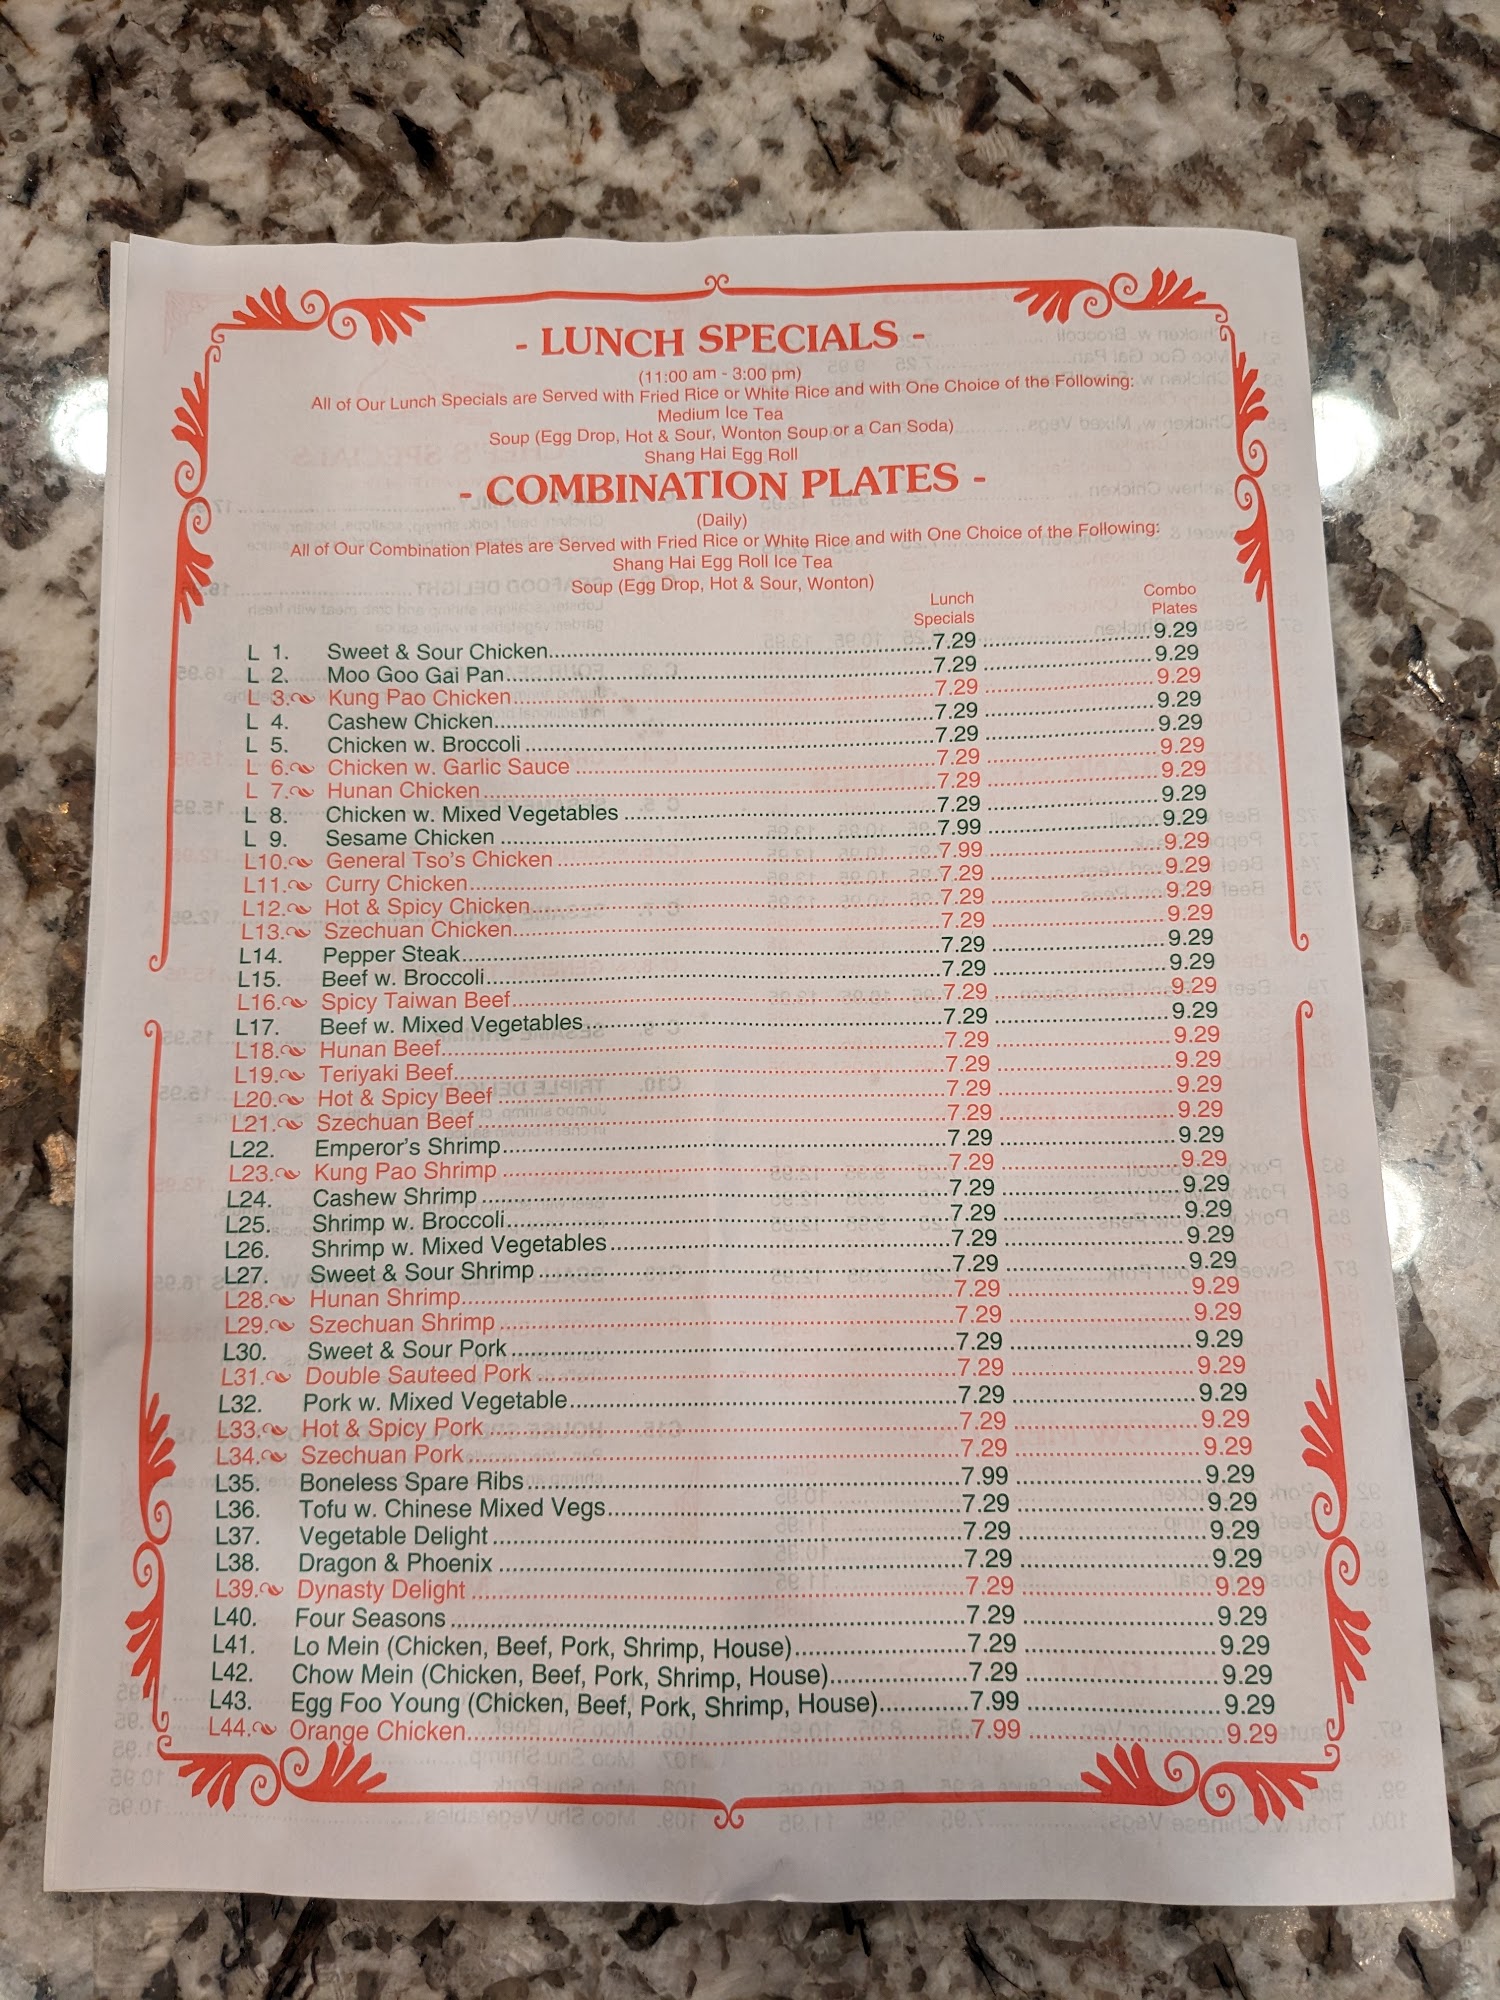 - LUNCH SPECIALS -
(11:00 am - 3:00 pm)
All of Our Lunch Specials are Served with Fried Rice or White Rice and with One Choice of the Following:
Medium Ice Tea
Soup (Egg Drop, Hot & Sour, Wonton Soup or a Can Soda)
Shang Hai Egg Roll
- COMBINATION PLATES -
(Daily)
All of Our Combination Plates are Served with Fried Rice or White Rice and with One Choice of the Following:
Shang Hai Egg Roll Ice Tea
Soup (Egg Drop, Hot & Sour, Wonton)
Lunch Specials Combo Plates
L 1. Sweet & Sour Chicken 7.29 9.29
L 2. Moo Goo Gai Pan 7.29 9.29
L 3. Kung Pao Chicken 7.29 9.29
L 4. Cashew Chicken 7.29 9.29
L 5. Chicken w. Broccoli 7.29 9.29
L 6. Chicken w. Garlic Sauce 7.29 9.29
L 7. Hunan Chicken 7.29 9.29
L 8. Chicken w. Mixed Vegetables 7.29 9.29
L 9. Sesame Chicken 7.99 9.29
L10. General Tso's Chicken 7.99 9.29
L11. Curry Chicken 7.29 9.29
L12. Hot & Spicy Chicken 7.29 9.29
L13. Szechuan Chicken 7.29 9.29
L14. Pepper Steak 7.29 9.29
L15. Beef w. Broccoli 7.29 9.29
L16. Spicy Taiwan Beef 7.29 9.29
L17. Beef w. Mixed Vegetables 7.29 9.29
L18. Hunan Beef 7.29 9.29
L19. Teriyaki Beef 7.29 9.29
L20. Hot & Spicy Beef 7.29 9.29
L21. Szechuan Beef 7.29 9.29
L22. Emperor's Shrimp 7.29 9.29
L23. Kung Pao Shrimp 7.29 9.29
L24. Cashew Shrimp 7.29 9.29
L25. Shrimp w. Broccoli 7.29 9.29
L26. Shrimp w. Mixed Vegetables 7.29 9.29
L27. Sweet & Sour Shrimp 7.29 9.29
L28. Hunan Shrimp 7.29 9.29
L29. Szechuan Shrimp 7.29 9.29
L30. Sweet & Sour Pork 7.29 9.29
L31. Double Sauteed Pork 7.29 9.29
L32. Pork w. Mixed Vegetable 7.29 9.29
L33. Hot & Spicy Pork 7.29 9.29
L34. Szechuan Pork 7.29 9.29
L35. Boneless Spare Ribs 7.99 9.29
L36. Tofu w. Chinese Mixed Vegs 7.29 9.29
L37. Vegetable Delight 7.29 9.29
L38. Dragon & Phoenix 7.29 9.29
L39. Dynasty Delight 7.29 9.29
L40. Four Seasons 7.29 9.29
L41. Lo Mein (Chicken, Beef, Pork, Shrimp, House) 7.29 9.29
L42. Chow Mein (Chicken, Beef, Pork, Shrimp, House) 7.29 9.29
L43. Egg Foo Young (Chicken, Beef, Pork, Shrimp, House) 7.99 9.29
L44. Orange Chicken 7.99 9.29